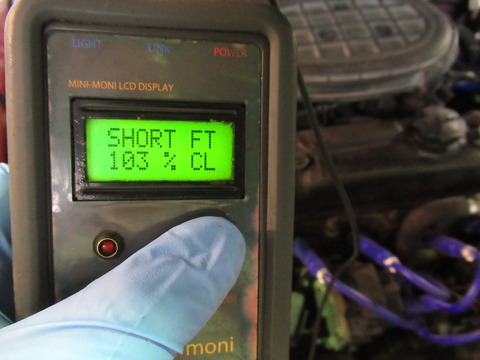 LIGHT LINK POWER
MINI-MONI LCD DISPLAY
SHORT FT
103 % CL
moni